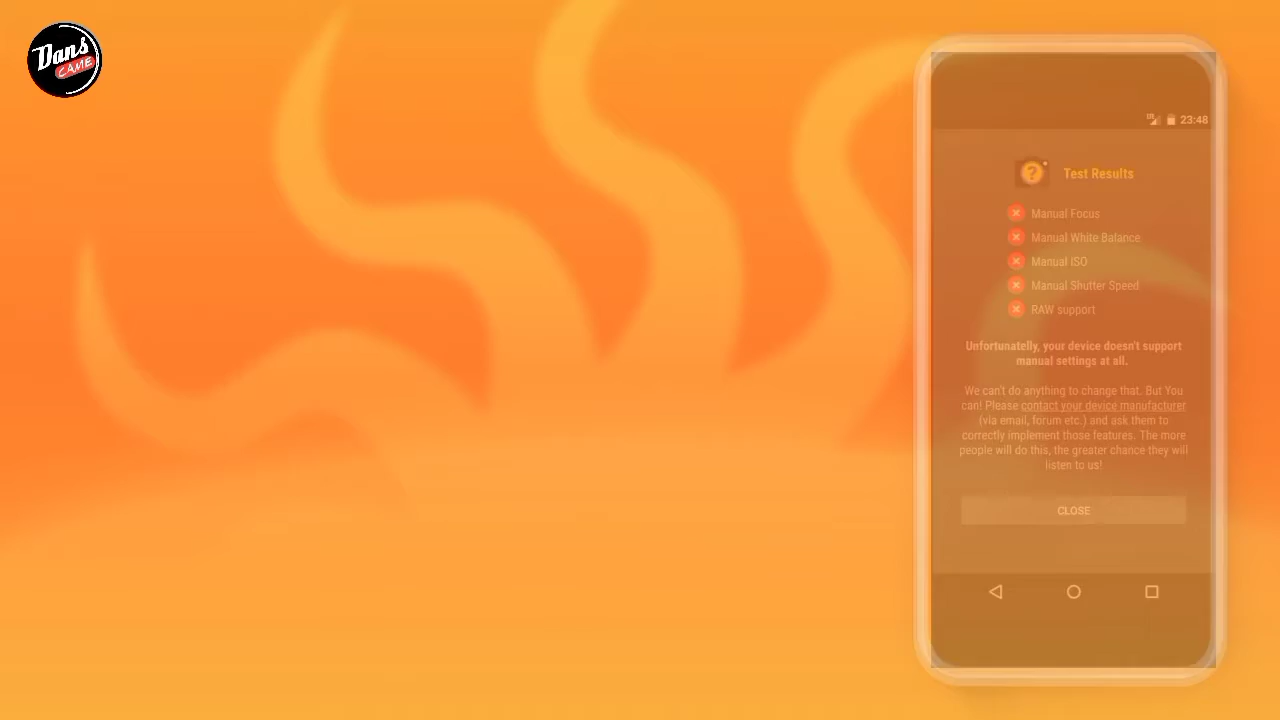 Dans
CAME
23:48
Test Results
Manual Focus
Manual White Balance
Manual ISO
Manual Shutter Speed
RAW support
Unfortunatelly, your device doesn't support
manual settings at all.
We can't do anything to change that. But You
can! Please contact your device manufacturer
(via email, forum etc.) and ask them to
correctly implement those features. The more
people will do this, the greater chance they will
listen to us!
CLOSE